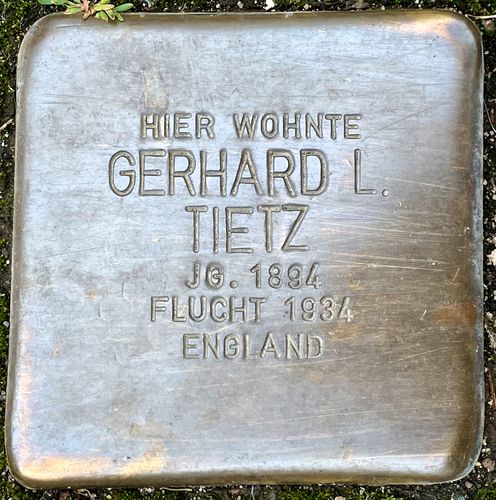 HIER WOHNTE
GERHARD L.
TIETZ
JG. 1894
FLUCHT 1934
ENGLAND